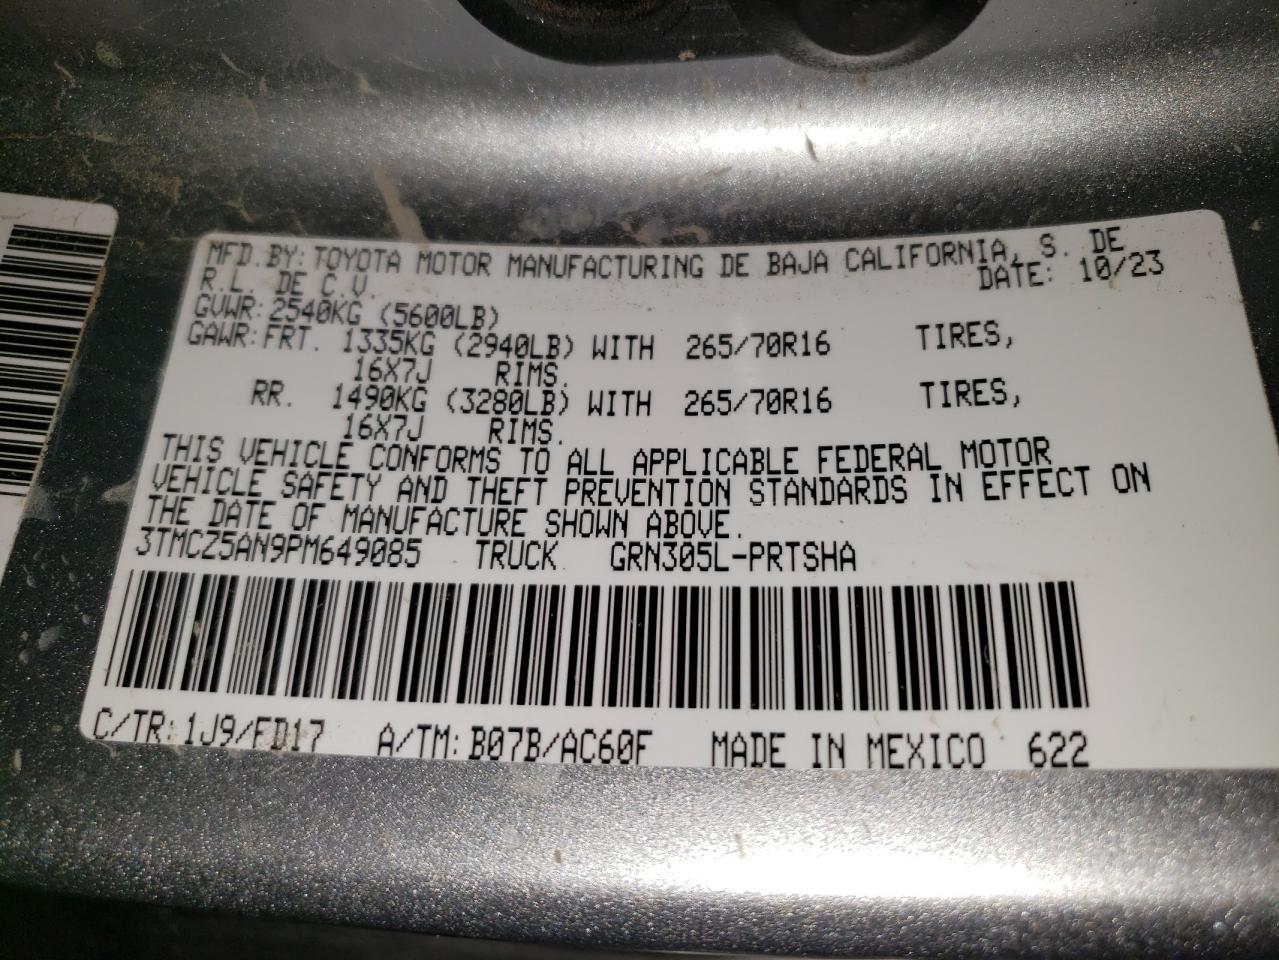 MFD.BY: TOYOTA MOTOR MANUFACTURING DE BAJA CALIFORNIA, S. DE
R.L. DE C.V. DATE: 10/23
GVWR: 2540KG (5600LB)
GAWR: FRT. 1335KG (2940LB) WITH 265/70R16 TIRES,
16X7J RIMS.
RR. 1490KG (3280LB) WITH 265/70R16 TIRES,
16X7J RIMS.
THIS VEHICLE CONFORMS TO ALL APPLICABLE FEDERAL MOTOR
VEHICLE SAFETY AND THEFT PREVENTION STANDARDS IN EFFECT ON
THE DATE OF MANUFACTURE SHOWN ABOVE.
3TMCZ5AN9PM649085 TRUCK GRN305L-PRTSHA
C/TR: 1J9/FD17 A/TM: B07B/AC60F MADE IN MEXICO 622